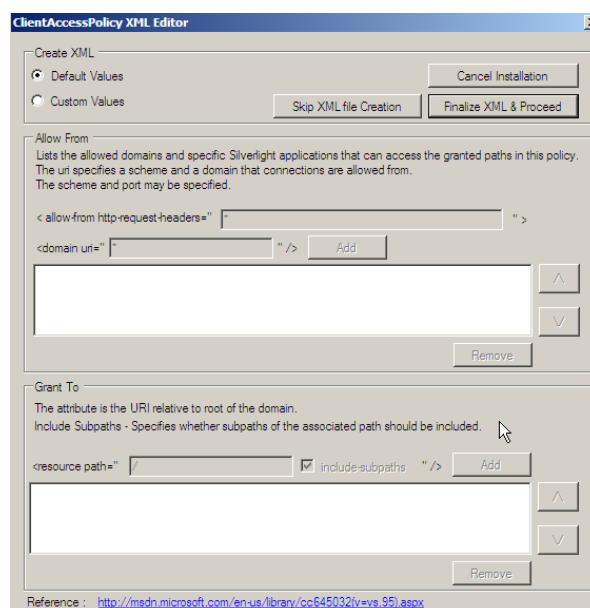 ClientAccessPolicy XML Editor
Create XML
Default Values
Cancel Installation
Custom Values
Skip XML file Creation
Finalize XML & Proceed
Allow From
Lists the allowed domains and specific Silverlight applications that can access the granted paths in this policy.
The uri specifies a scheme and a domain that connections are allowed from.
The scheme and port may be specified.
< allow-from http-request-headers=" * " >
<domain uri=" * " /> Add
Remove
Grant To
The attribute is the URI relative to root of the domain.
Include Subpaths - Specifies whether subpaths of the associated path should be included.
<resource path=" / include-subpaths " /> Add
Remove
Reference : http://msdn.microsoft.com/en-us/library/cc645032(v=vs.95).aspx